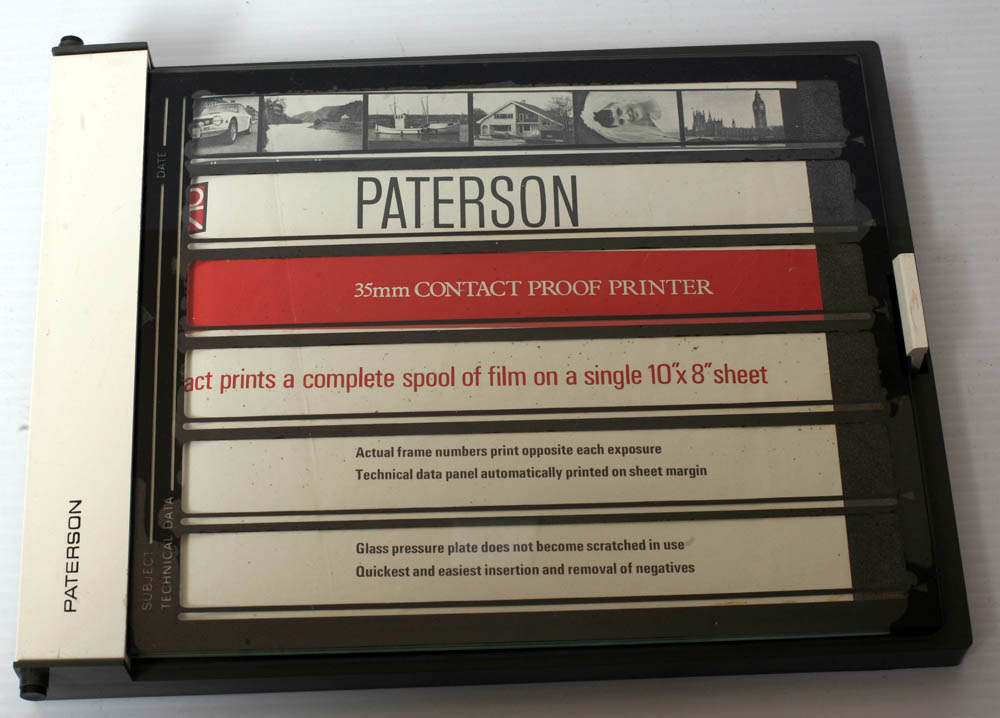 PATERSON
35mm CONTACT PROOF PRINTER
act prints a complete spool of film on a single 10"x 8" sheet
Actual frame numbers print opposite each exposure
Technical data panel automatically printed on sheet margin
Glass pressure plate does not become scratched in use
Quickest and easiest insertion and removal of negatives
PATERSON
SUBJECT
DATE
TECHNICAL DATA